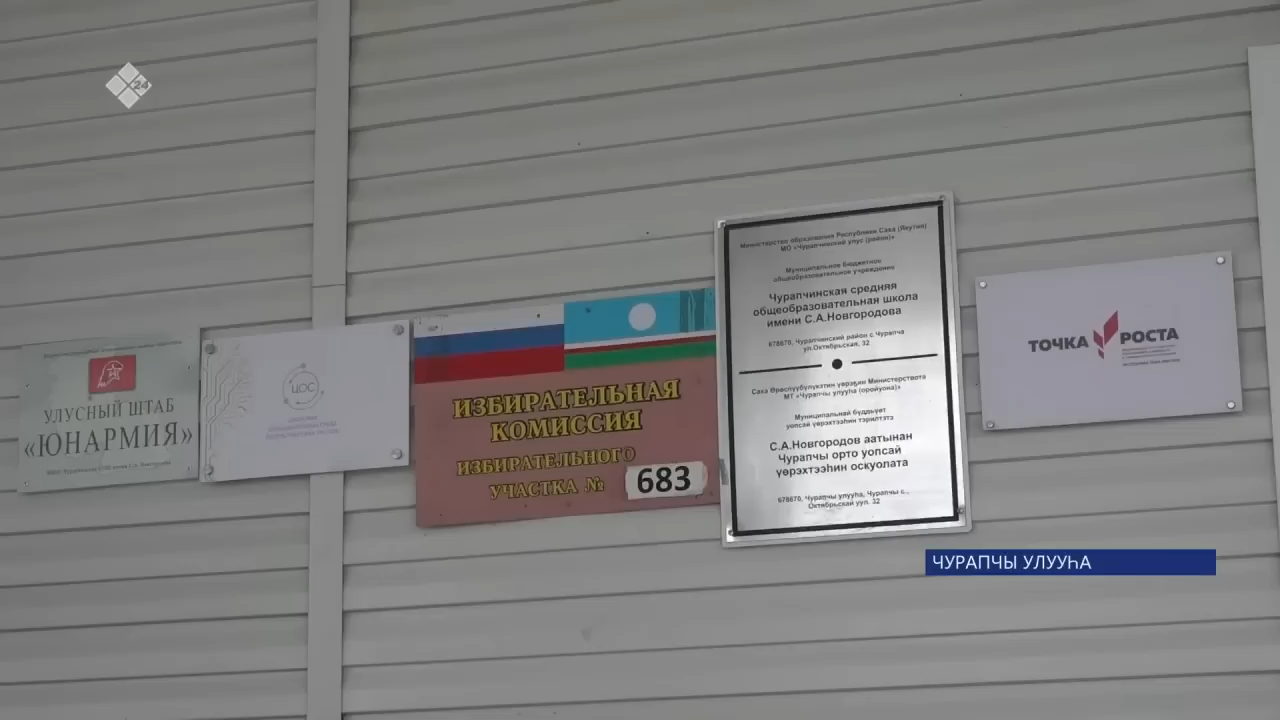 24
УЛУСНЫЙ ШТАБ
«ЮНАРМИЯ»
ЦОС
ИЗБИРАТЕЛЬНАЯ
КОМИССИЯ
ИЗБИРАТЕЛЬНОГО
УЧАСТКА № 683
Министерство образования Республики Саха (Якутия)
МО «Чурапчинский улус (район)»
Муниципальное бюджетное
общеобразовательное учреждение
Чурапчинская средняя
общеобразовательная школа
имени С.А.Новгородова
678670, Чурапчинский район с Чурапча
ул.Октябрьская, 32
Саха Өрөспүүбүлүкэтин үөрэҕин Министерствота
МТ «Чурапчы улууһа (оройуона)»
Муниципальнай бүддьүөт
уопсай үөрэхтээһин тэрилтэтэ
С.А.Новгородов аатынан
Чурапчы орто уопсай
үөрэхтээһин оскуолата
678670, Чурапчы улууһа, Чурапчы с.,
Октябрьскай уул. 32
ТОЧКА РОСТА
ЧУРАПЧЫ УЛУУҺА